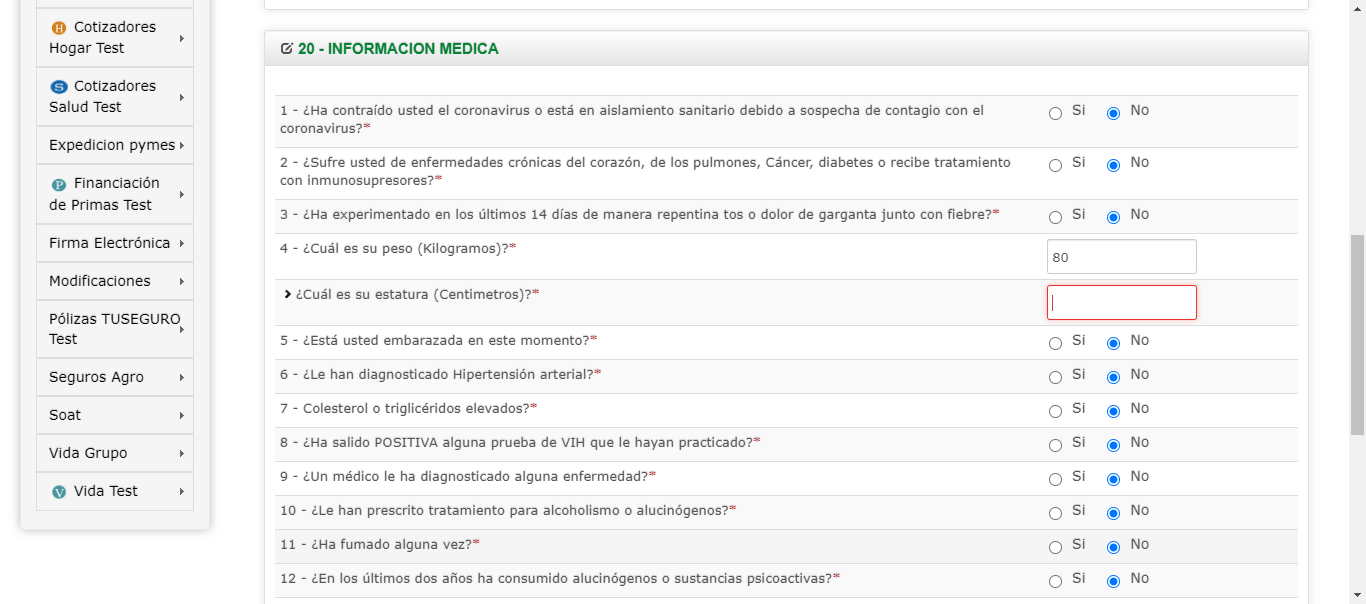 Cotizadores
Hogar Test
Cotizadores
Salud Test
Expedicion pymes
Financiación
de Primas Test
Firma Electrónica
Modificaciones
Pólizas TUSEGURO
Test
Seguros Agro
Soat
Vida Grupo
Vida Test
20 - INFORMACION MEDICA
1 - ¿Ha contraído usted el coronavirus o está en aislamiento sanitario debido a sospecha de contagio con el
coronavirus?* Si No
2 - ¿Sufre usted de enfermedades crónicas del corazón, de los pulmones, Cáncer, diabetes o recibe tratamiento
con inmunosupresores?* Si No
3 - ¿Ha experimentado en los últimos 14 días de manera repentina tos o dolor de garganta junto con fiebre?* Si No
4 - ¿Cuál es su peso (Kilogramos)?* 80
¿Cuál es su estatura (Centimetros)?*
5 - ¿Está usted embarazada en este momento?* Si No
6 - ¿Le han diagnosticado Hipertensión arterial?* Si No
7 - Colesterol o triglicéridos elevados?* Si No
8 - ¿Ha salido POSITIVA alguna prueba de VIH que le hayan practicado?* Si No
9 - ¿Un médico le ha diagnosticado alguna enfermedad?* Si No
10 - ¿Le han prescrito tratamiento para alcoholismo o alucinógenos?* Si No
11 - ¿Ha fumado alguna vez?* Si No
12 - ¿En los últimos dos años ha consumido alucinógenos o sustancias psicoactivas?* Si No